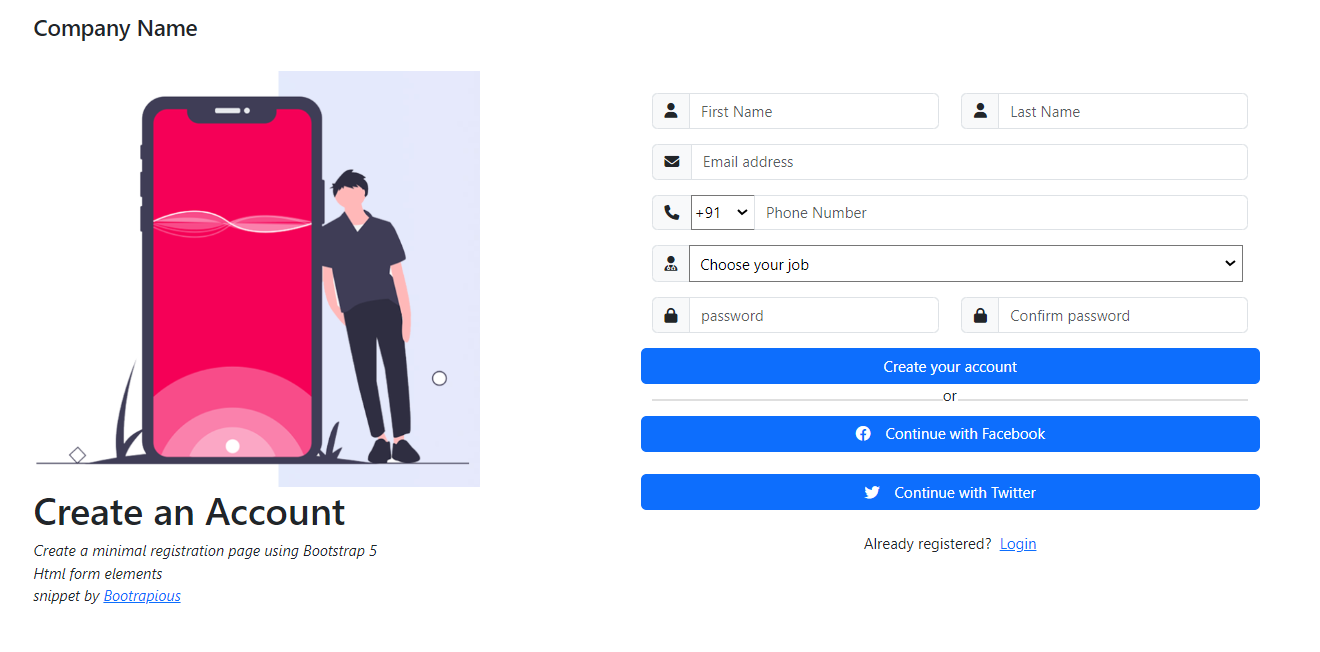 Company Name
First Name
Last Name
Email address
+91
Phone Number
Choose your job
password
Confirm password
Create your account
or
Continue with Facebook
Continue with Twitter
Already registered? Login
Create an Account
Create a minimal registration page using Bootstrap 5
Html form elements
snippet by Bootrapious